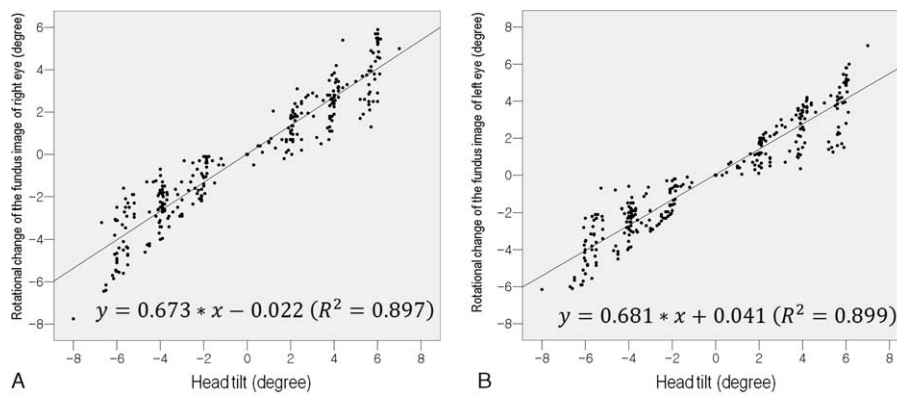 Rotational change of the fundus image of right eye (degree)
6
4
2
0
−2
−4
−6
−8
y = 0.673 * x − 0.022 (R² = 0.897)
−8 −6 −4 −2 0 2 4 6 8
A
Head tilt (degree)
Rotational change of the fundus image of left eye (degree)
8
6
4
2
0
−2
−4
−6
−8
y = 0.681 * x + 0.041 (R² = 0.899)
−8 −6 −4 −2 0 2 4 6 8
B
Head tilt (degree)